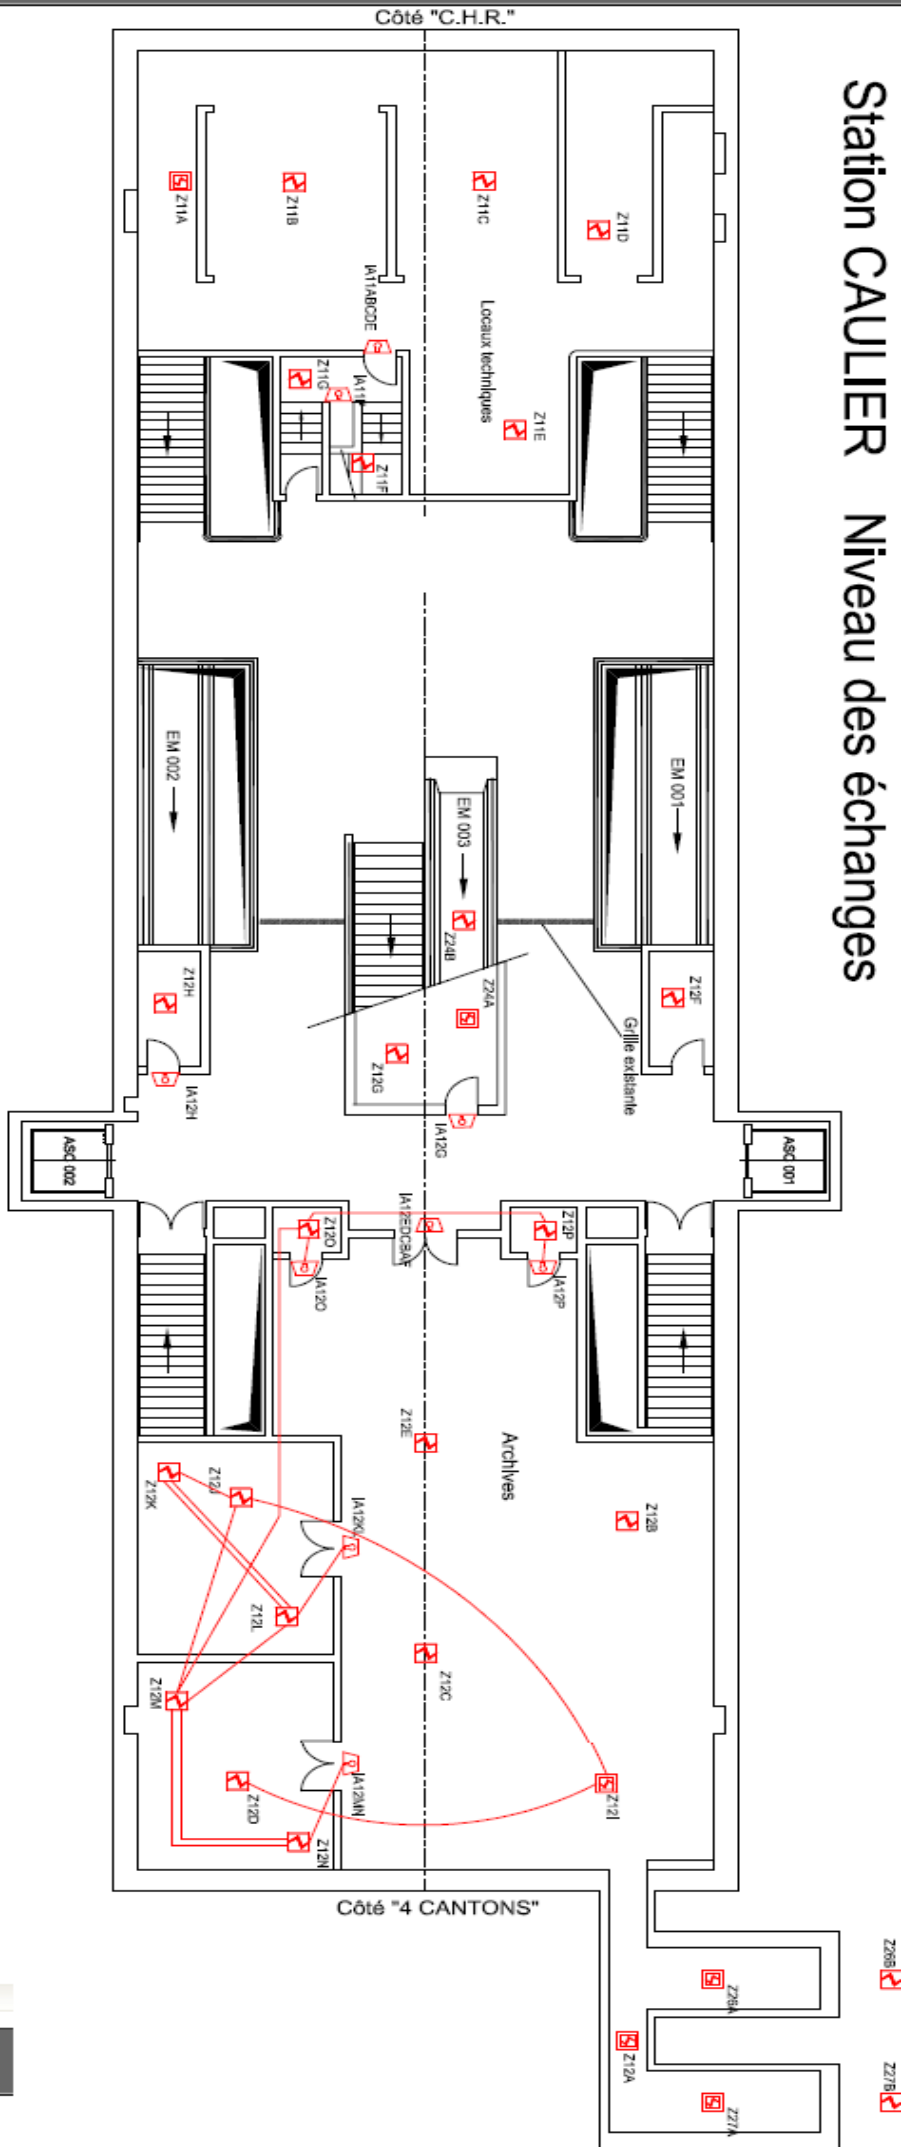 Côté "C.H.R."
Station CAULIER Niveau des échanges
Z11A
Z11B
Z11C
Z11D
IA11ABCDE
Locaux techniques
Z11G
Z11E
Z11F
EM 002
EM 001
EM 003
Z24B
Z24A
Z12H
Z12F
Grille existante
Z12G
IA12H
IA12G
ASC 002
ASC 001
Z12O
IA12EDCBAF
Z12P
IA12O
IA12P
Z12E
Archives
Z12K
Z12J
Z12B
Z12L
Z12C
Z12M
IA12MN
Z12D
Z12I
Z12N
Côté "4 CANTONS"
Z26B
Z26A
Z12A
Z27B
Z27A